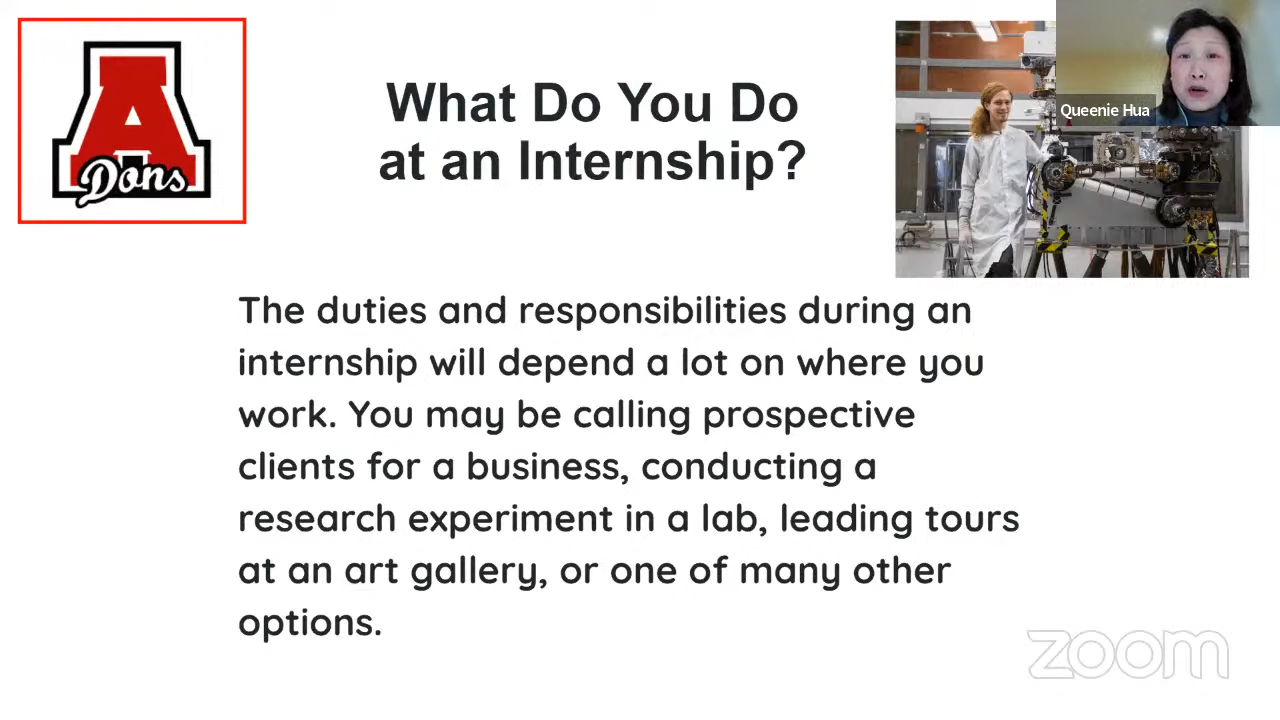 A
Dons
What Do You Do
at an Internship?
Queenie Hua
The duties and responsibilities during an
internship will depend a lot on where you
work. You may be calling prospective
clients for a business, conducting a
research experiment in a lab, leading tours
at an art gallery, or one of many other
options.
zoom